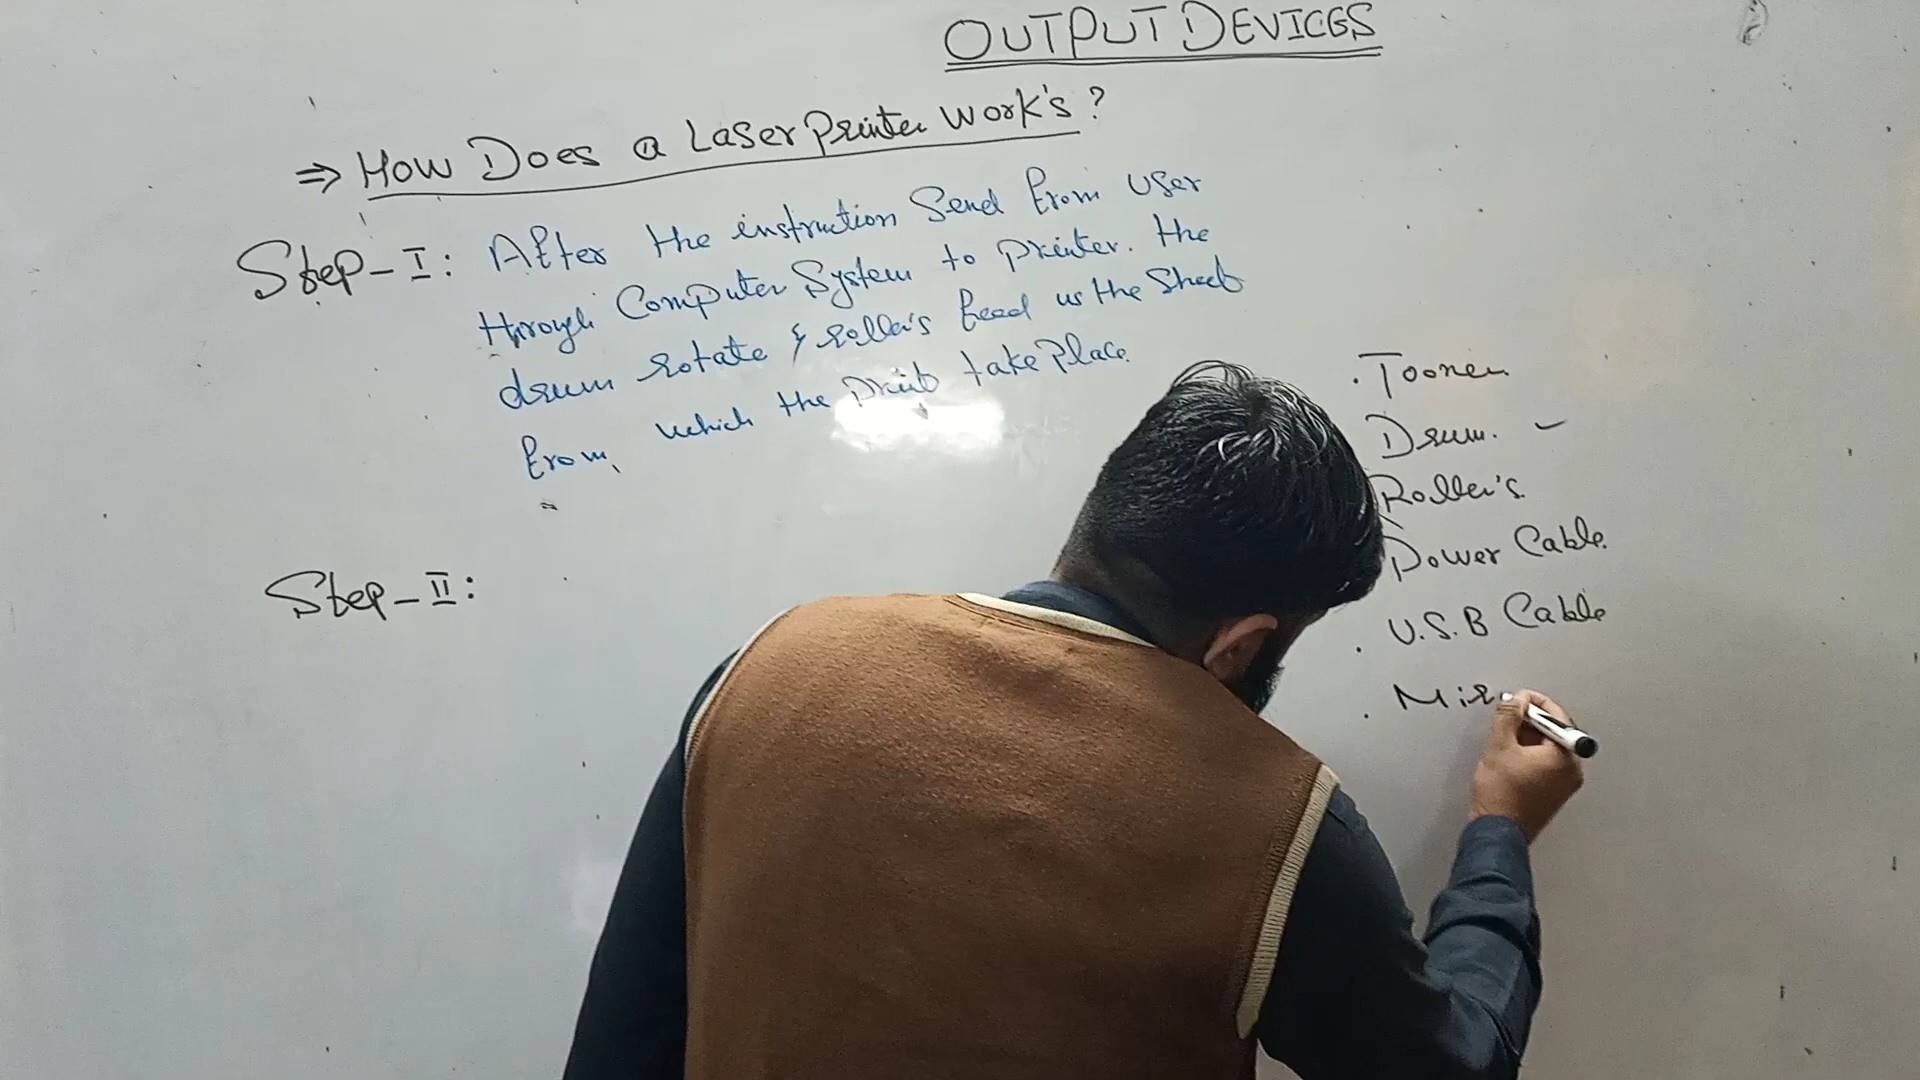 OUTPUT DEVICES
⇒ HOW DOES a LaserPrinter work's?
Step-I: After the instruction Send from user
through Computer System to Printer. the
drum rotate & roller's feed us the Sheet
from, which the Print take Place.
Step-II:
. Tooner
Drum. -
Roller's.
Power Cable.
. U.S.B Cable
. Mir